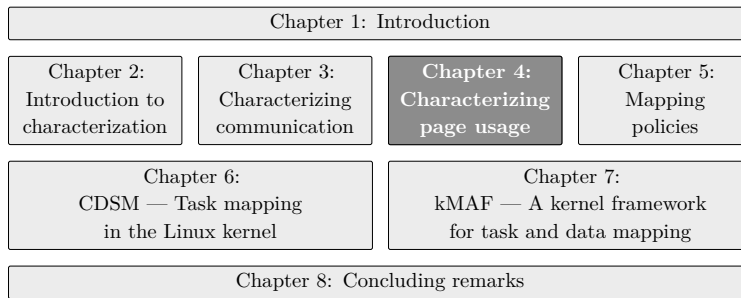 Chapter 1: Introduction
Chapter 2:
Introduction to
characterization
Chapter 3:
Characterizing
communication
Chapter 4:
Characterizing
page usage
Chapter 5:
Mapping
policies
Chapter 6:
CDSM — Task mapping
in the Linux kernel
Chapter 7:
kMAF — A kernel framework
for task and data mapping
Chapter 8: Concluding remarks